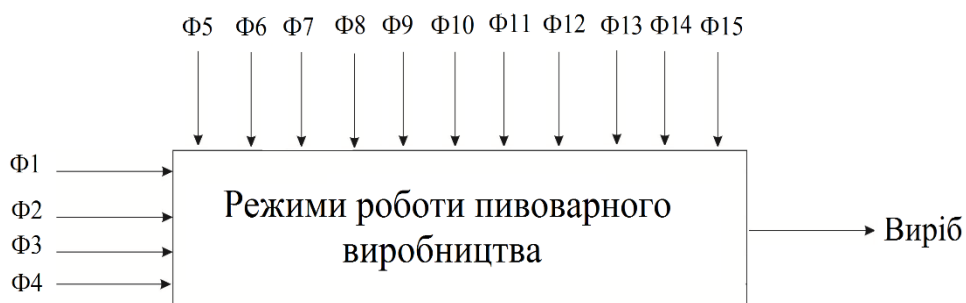 Ф5 Ф6 Ф7 Ф8 Ф9 Ф10 Ф11 Ф12 Ф13 Ф14 Ф15
Ф1
Ф2
Ф3
Ф4
Режими роботи пивоварного
виробництва
Виріб